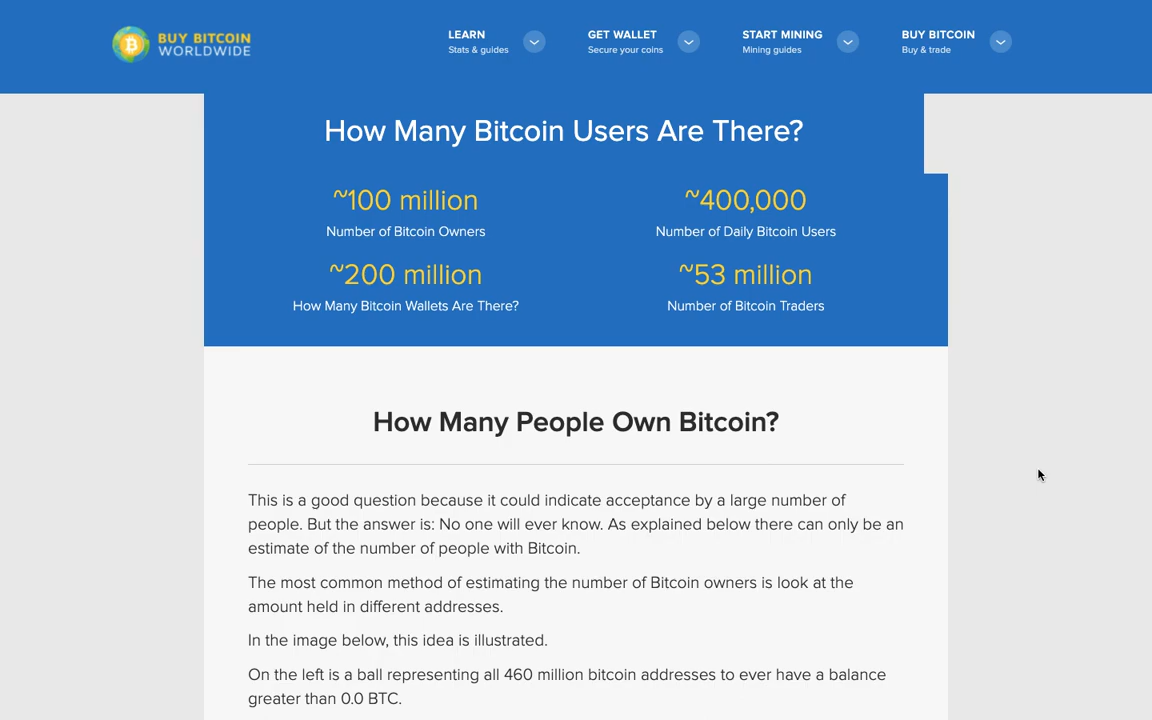 BUY BITCOIN
WORLDWIDE
LEARN
Stats & guides
GET WALLET
Secure your coins
START MINING
Mining guides
BUY BITCOIN
Buy & trade
How Many Bitcoin Users Are There?
~100 million
Number of Bitcoin Owners
~400,000
Number of Daily Bitcoin Users
~200 million
How Many Bitcoin Wallets Are There?
~53 million
Number of Bitcoin Traders
How Many People Own Bitcoin?
This is a good question because it could indicate acceptance by a large number of
people. But the answer is: No one will ever know. As explained below there can only be an
estimate of the number of people with Bitcoin.
The most common method of estimating the number of Bitcoin owners is look at the
amount held in different addresses.
In the image below, this idea is illustrated.
On the left is a ball representing all 460 million bitcoin addresses to ever have a balance
greater than 0.0 BTC.